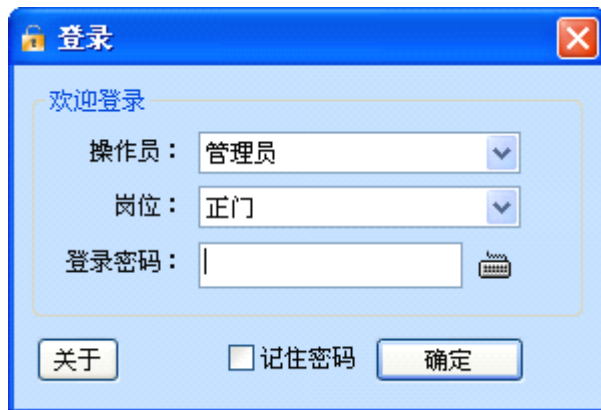 登录
欢迎登录
操作员： 管理员
岗位： 正门
登录密码：
关于 记住密码 确定